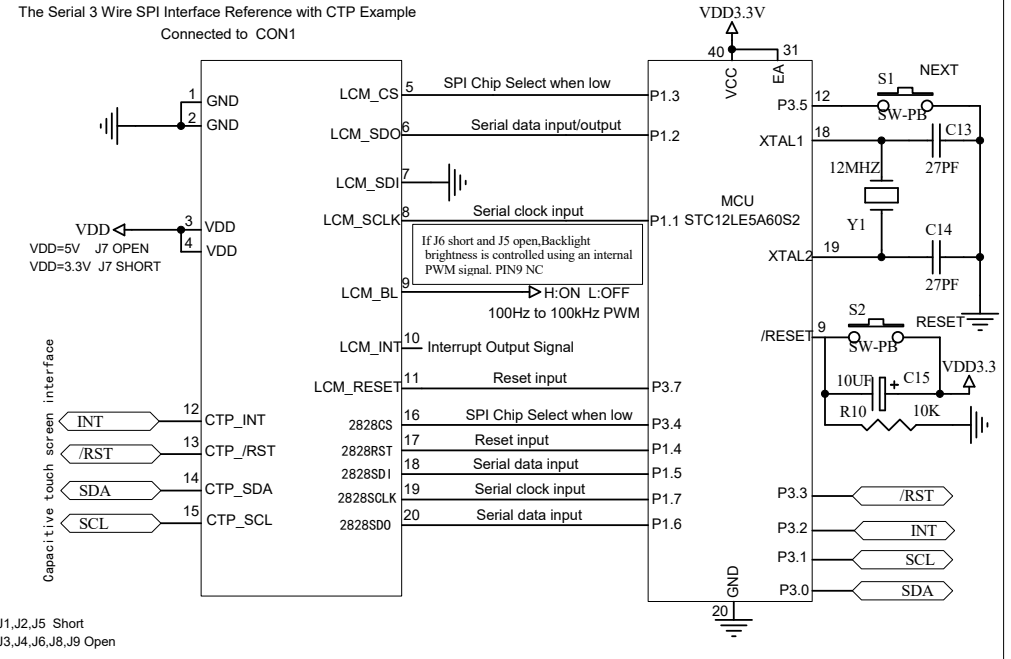 The Serial 3 Wire SPI Interface Reference with CTP Example
Connected to CON1
1
GND
2
GND
VDD
VDD=5V J7 OPEN
VDD=3.3V J7 SHORT
3
VDD
4
VDD
Capacitive touch screen interface
INT
12
CTP_INT
/RST
13
CTP_/RST
SDA
14
CTP_SDA
SCL
15
CTP_SCL
LCM_CS
5
SPI Chip Select when low
P1.3
LCM_SDO
6
Serial data input/output
P1.2
LCM_SDI
7
LCM_SCLK
8
Serial clock input
P1.1
If J6 short and J5 open,Backlight
brightness is controlled using an internal
PWM signal. PIN9 NC
LCM_BL
9
H:ON L:OFF
100Hz to 100kHz PWM
LCM_INT
10
Interrupt Output Signal
LCM_RESET
11
Reset input
P3.7
2828CS
16
SPI Chip Select when low
P3.4
2828RST
17
Reset input
P1.4
2828SDI
18
Serial data input
P1.5
2828SCLK
19
Serial clock input
P1.7
2828SDO
20
Serial data input
P1.6
VDD3.3V
40
31
VCC
EA
MCU
STC12LE5A60S2
P3.5
12
S1
NEXT
SW-PB
XTAL1
18
C13
27PF
12MHZ
Y1
XTAL2
19
C14
27PF
/RESET
9
S2
RESET
SW-PB
VDD3.3
10UF
+
C15
R10
10K
P3.3
/RST
P3.2
INT
P3.1
SCL
P3.0
SDA
GND
20
J1,J2,J5 Short
J3,J4,J6,J8,J9 Open